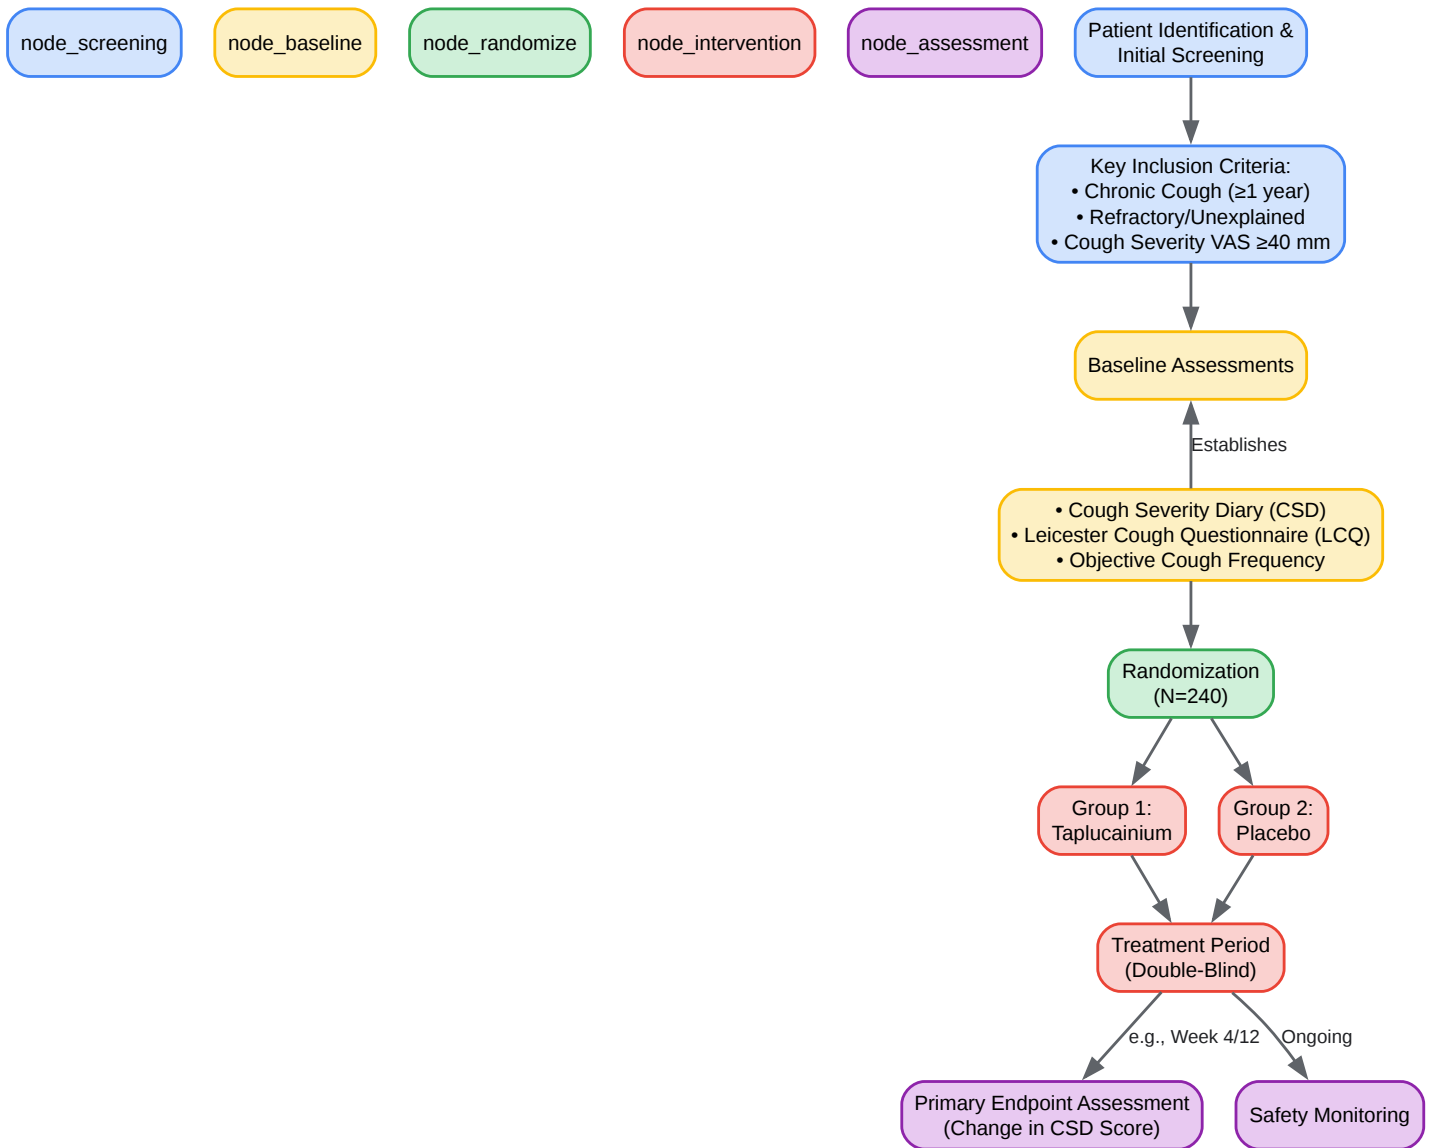 node_screening
node_baseline
node_randomize
node_intervention
node_assessment
Patient Identification &
Initial Screening
Key Inclusion Criteria:
• Chronic Cough (≥1 year)
• Refractory/Unexplained
• Cough Severity VAS ≥40 mm
Baseline Assessments
Establishes
• Cough Severity Diary (CSD)
• Leicester Cough Questionnaire (LCQ)
• Objective Cough Frequency
Randomization
(N=240)
Group 1:
Taplucainium
Group 2:
Placebo
Treatment Period
(Double-Blind)
e.g., Week 4/12
Ongoing
Primary Endpoint Assessment
(Change in CSD Score)
Safety Monitoring